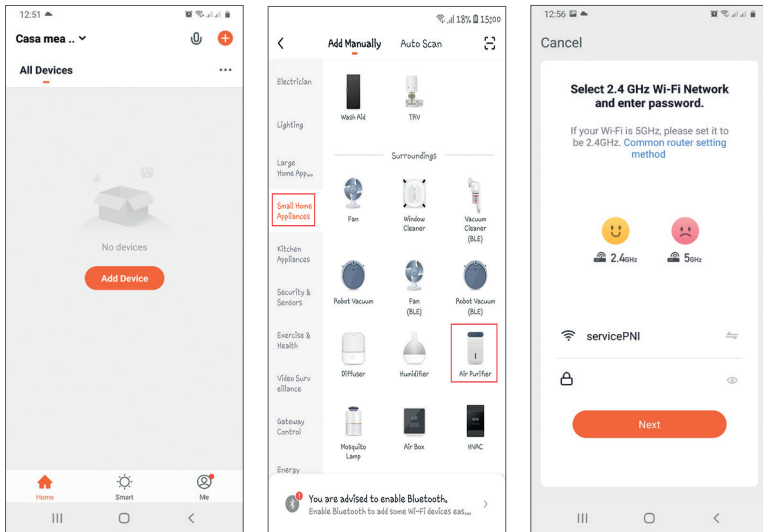 12:51
Casa mea ..
All Devices
No devices
Add Device
Home
Smart
Me
18% 15:00
Add Manually
Auto Scan
Electrician
Lighting
Large
Home App...
Small Home
Appliances
Kitchen
Appliances
Security &
Sensors
Exercise &
Health
Video Surv
eillance
Gateway
Control
Energy
Wash Aid
TRV
Surroundings
Fan
Window
Cleaner
Vacuum
Cleaner
(BLE)
Robot Vacuum
Fan
(BLE)
Robot Vacuum
(BLE)
Diffuser
Humidifier
Air Purifier
Mosquito
Lamp
Air Box
HVAC
You are advised to enable Bluetooth.
Enable Bluetooth to add some Wi-Fi devices eas...
12:56
Cancel
Select 2.4 GHz Wi-Fi Network
and enter password.
If your Wi-Fi is 5GHz, please set it to
be 2.4GHz. Common router setting
method
2.4GHz
5GHz
servicePNI
Next